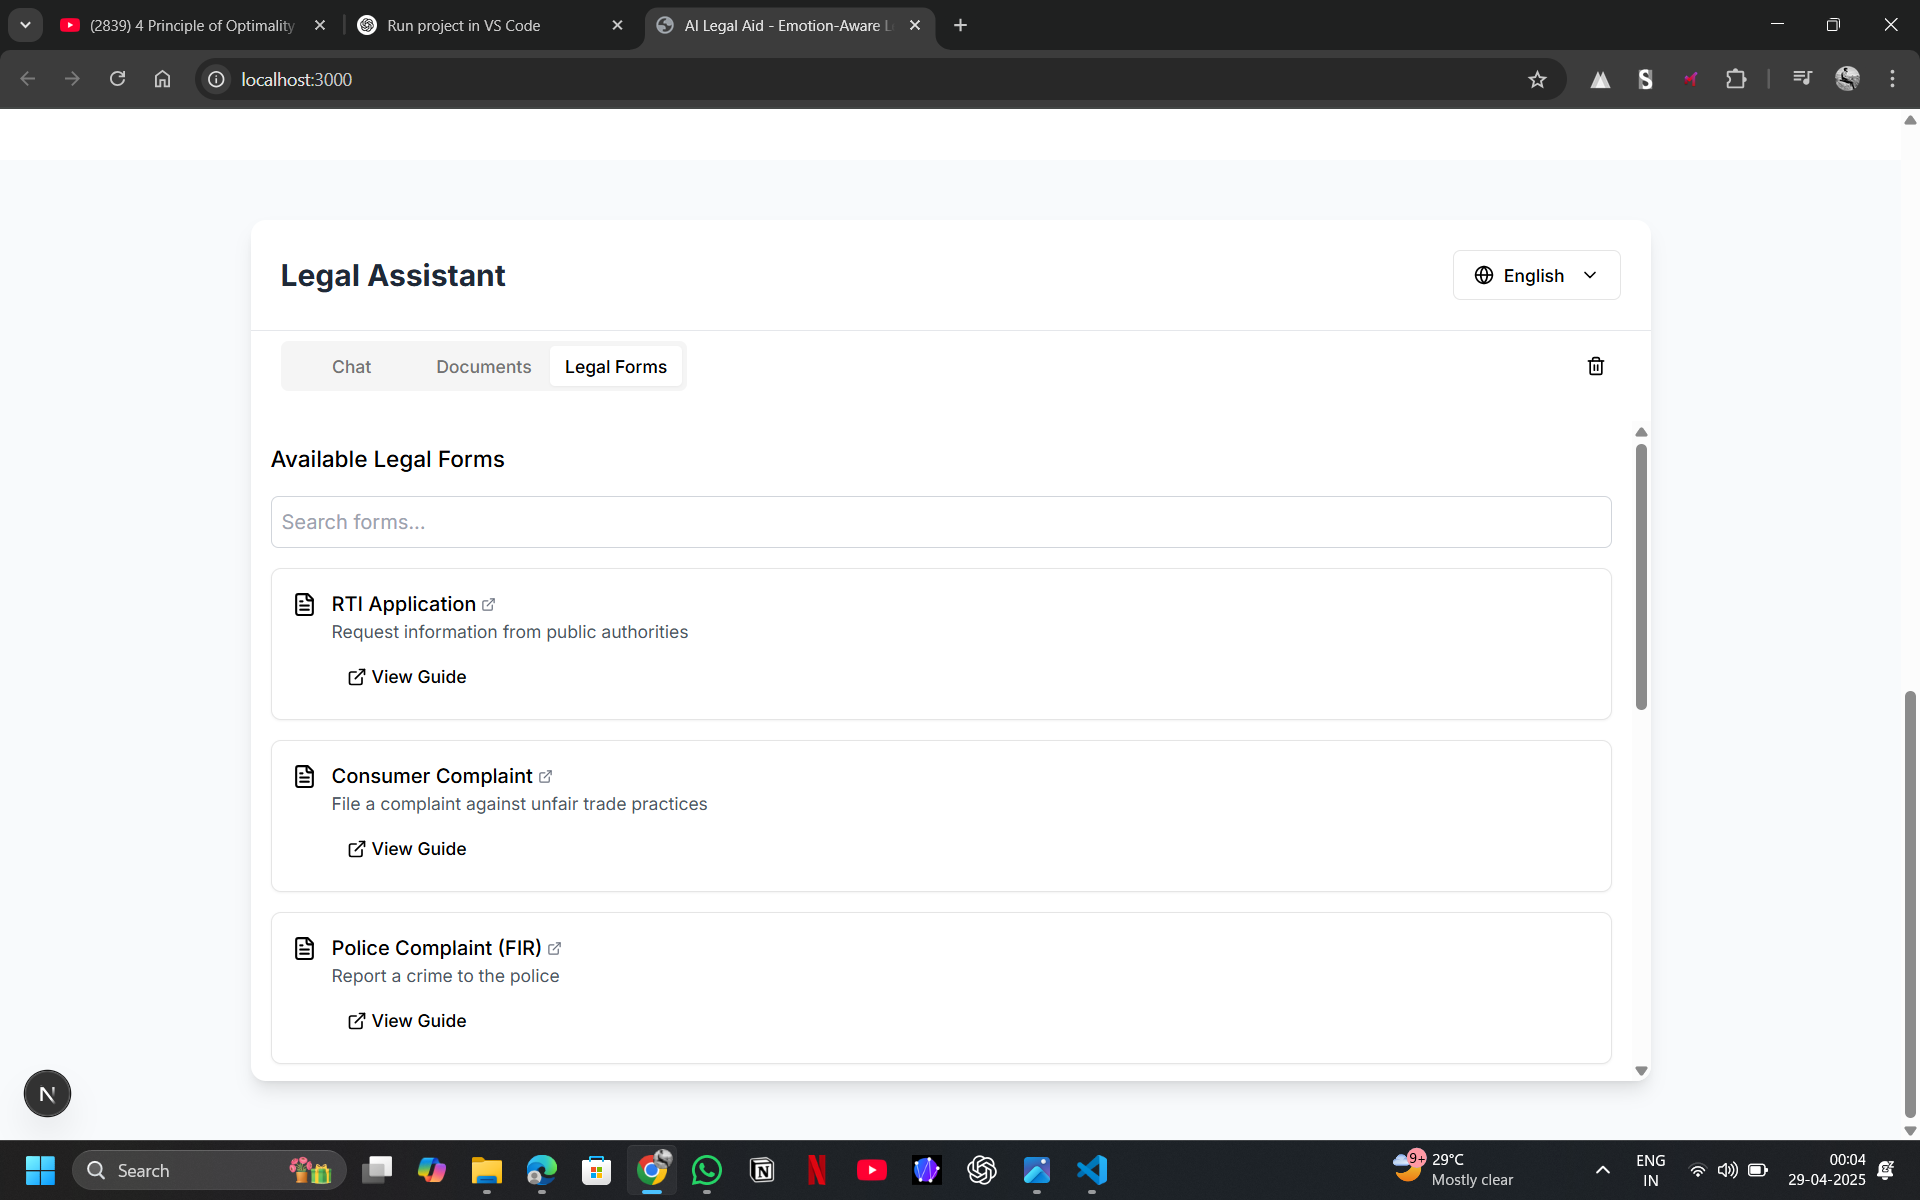 (2839) 4 Principle of Optimality
Run project in VS Code
AI Legal Aid - Emotion-Aware L
localhost:3000
Legal Assistant
English
Chat
Documents
Legal Forms
Available Legal Forms
Search forms...
RTI Application
Request information from public authorities
View Guide
Consumer Complaint
File a complaint against unfair trade practices
View Guide
Police Complaint (FIR)
Report a crime to the police
View Guide
N
Search
9+
29°C
Mostly clear
ENG
IN
00:04
29-04-2025